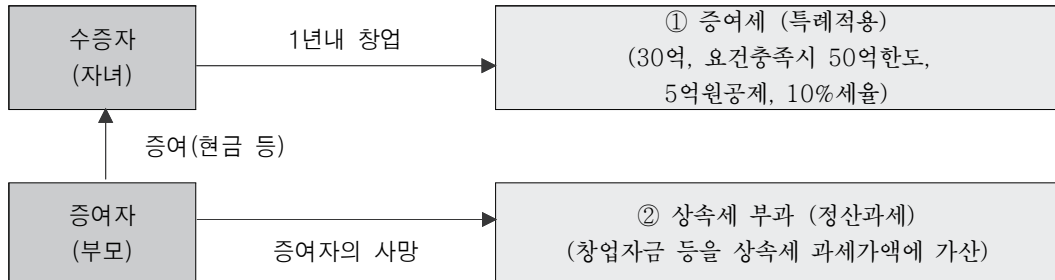 수증자
(자녀)
1년내 창업
① 증여세 (특례적용)
(30억, 요건충족시 50억한도,
5억원공제, 10%세율)
증여(현금 등)
증여자
(부모)
증여자의 사망
② 상속세 부과 (정산과세)
(창업자금 등을 상속세 과세가액에 가산)